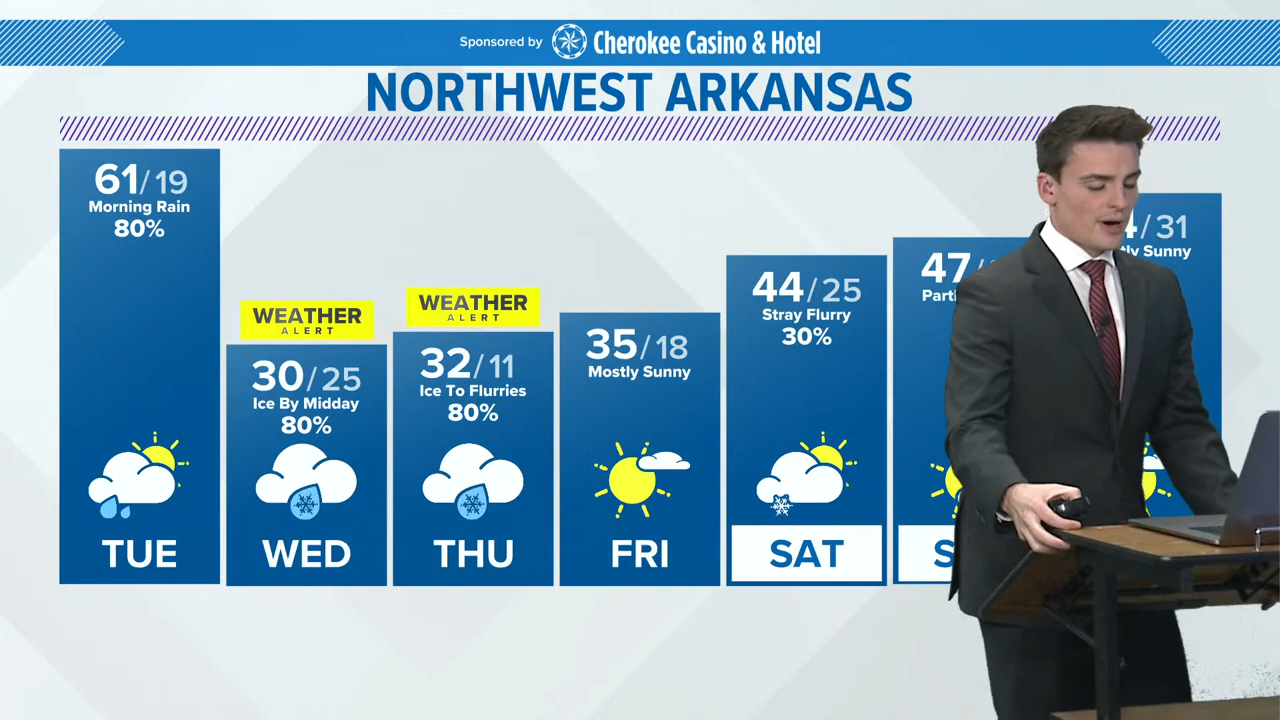 Sponsored by Cherokee Casino & Hotel
NORTHWEST ARKANSAS
61/19
Morning Rain
80%
TUE
WEATHER
ALERT
30/25
Ice By Midday
80%
WED
WEATHER
ALERT
32/11
Ice To Flurries
80%
THU
35/18
Mostly Sunny
FRI
44/25
Stray Flurry
30%
SAT
47/
31
Sunny